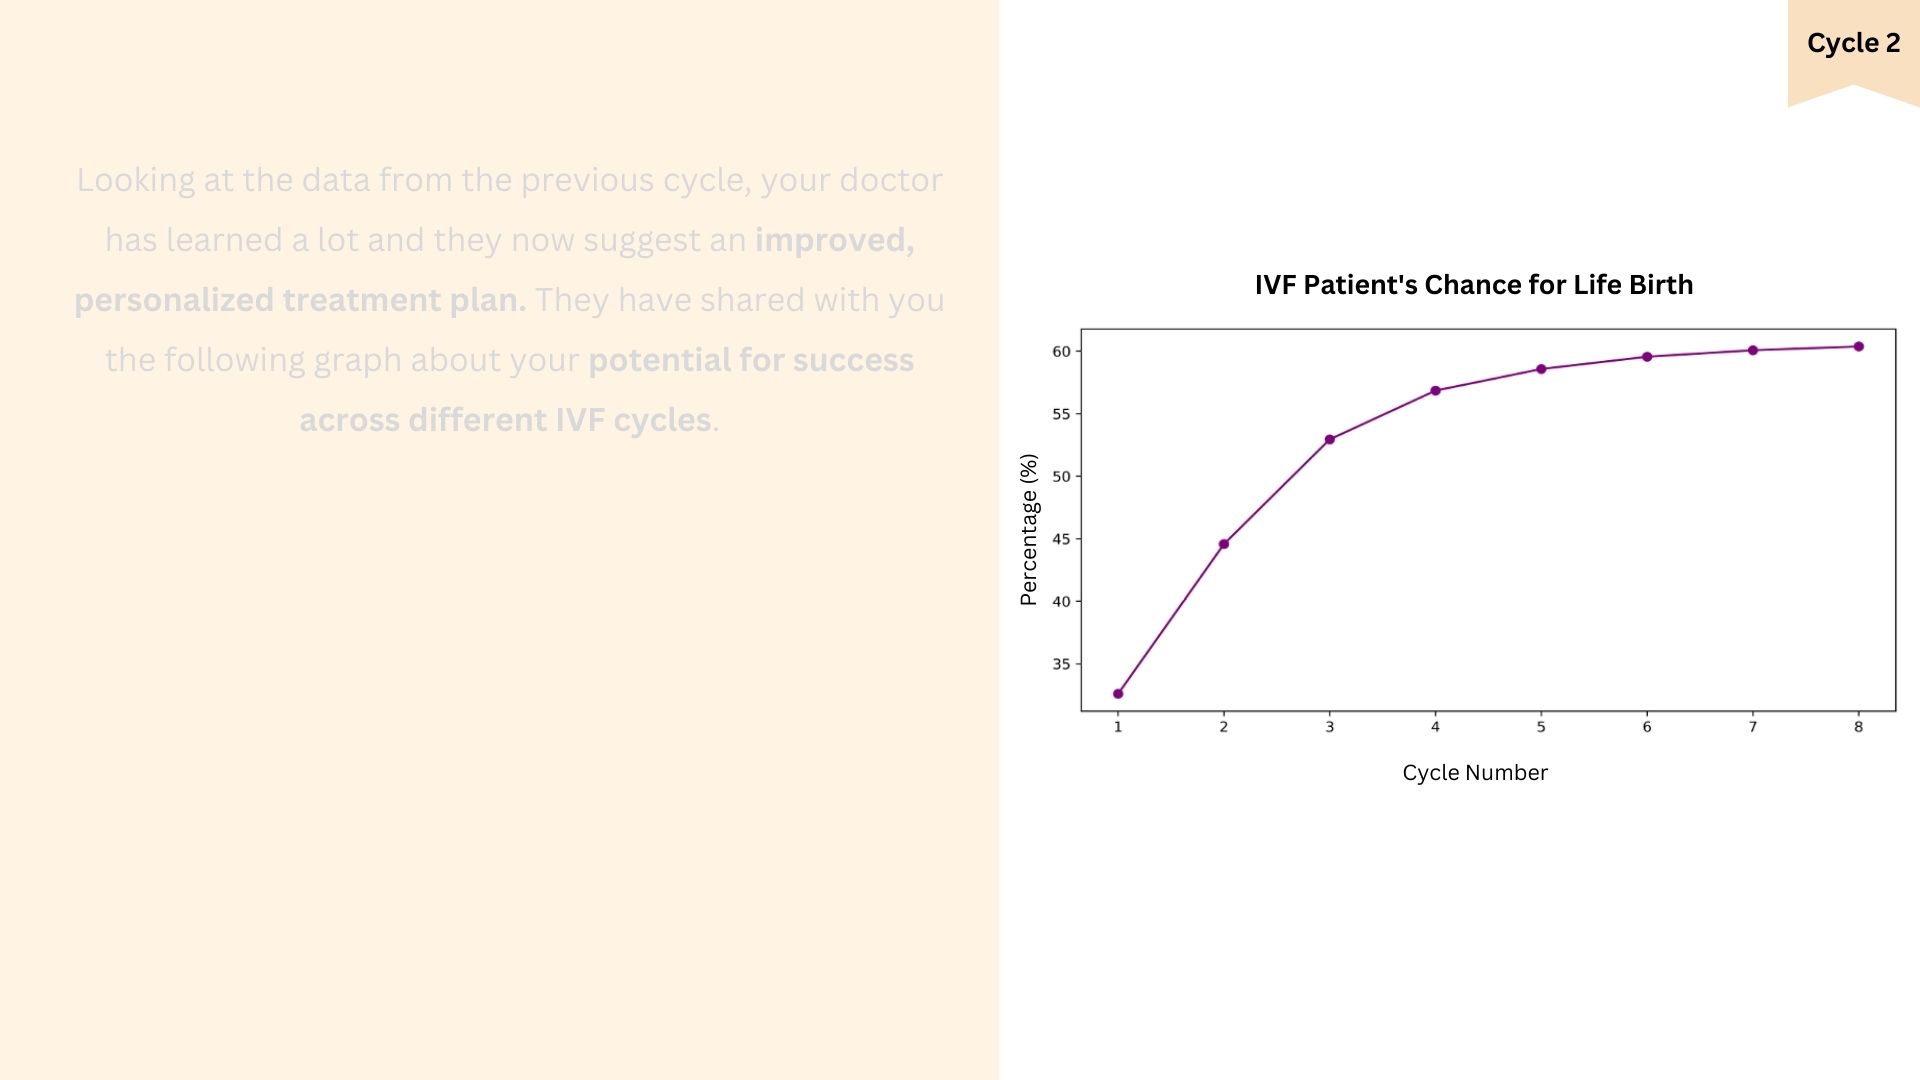 Cycle 2
Looking at the data from the previous cycle, your doctor
has learned a lot and they now suggest an improved,
personalized treatment plan. They have shared with you
the following graph about your potential for success
across different IVF cycles.
IVF Patient's Chance for Life Birth
Percentage (%)
60
55
50
45
40
35
1 2 3 4 5 6 7 8
Cycle Number